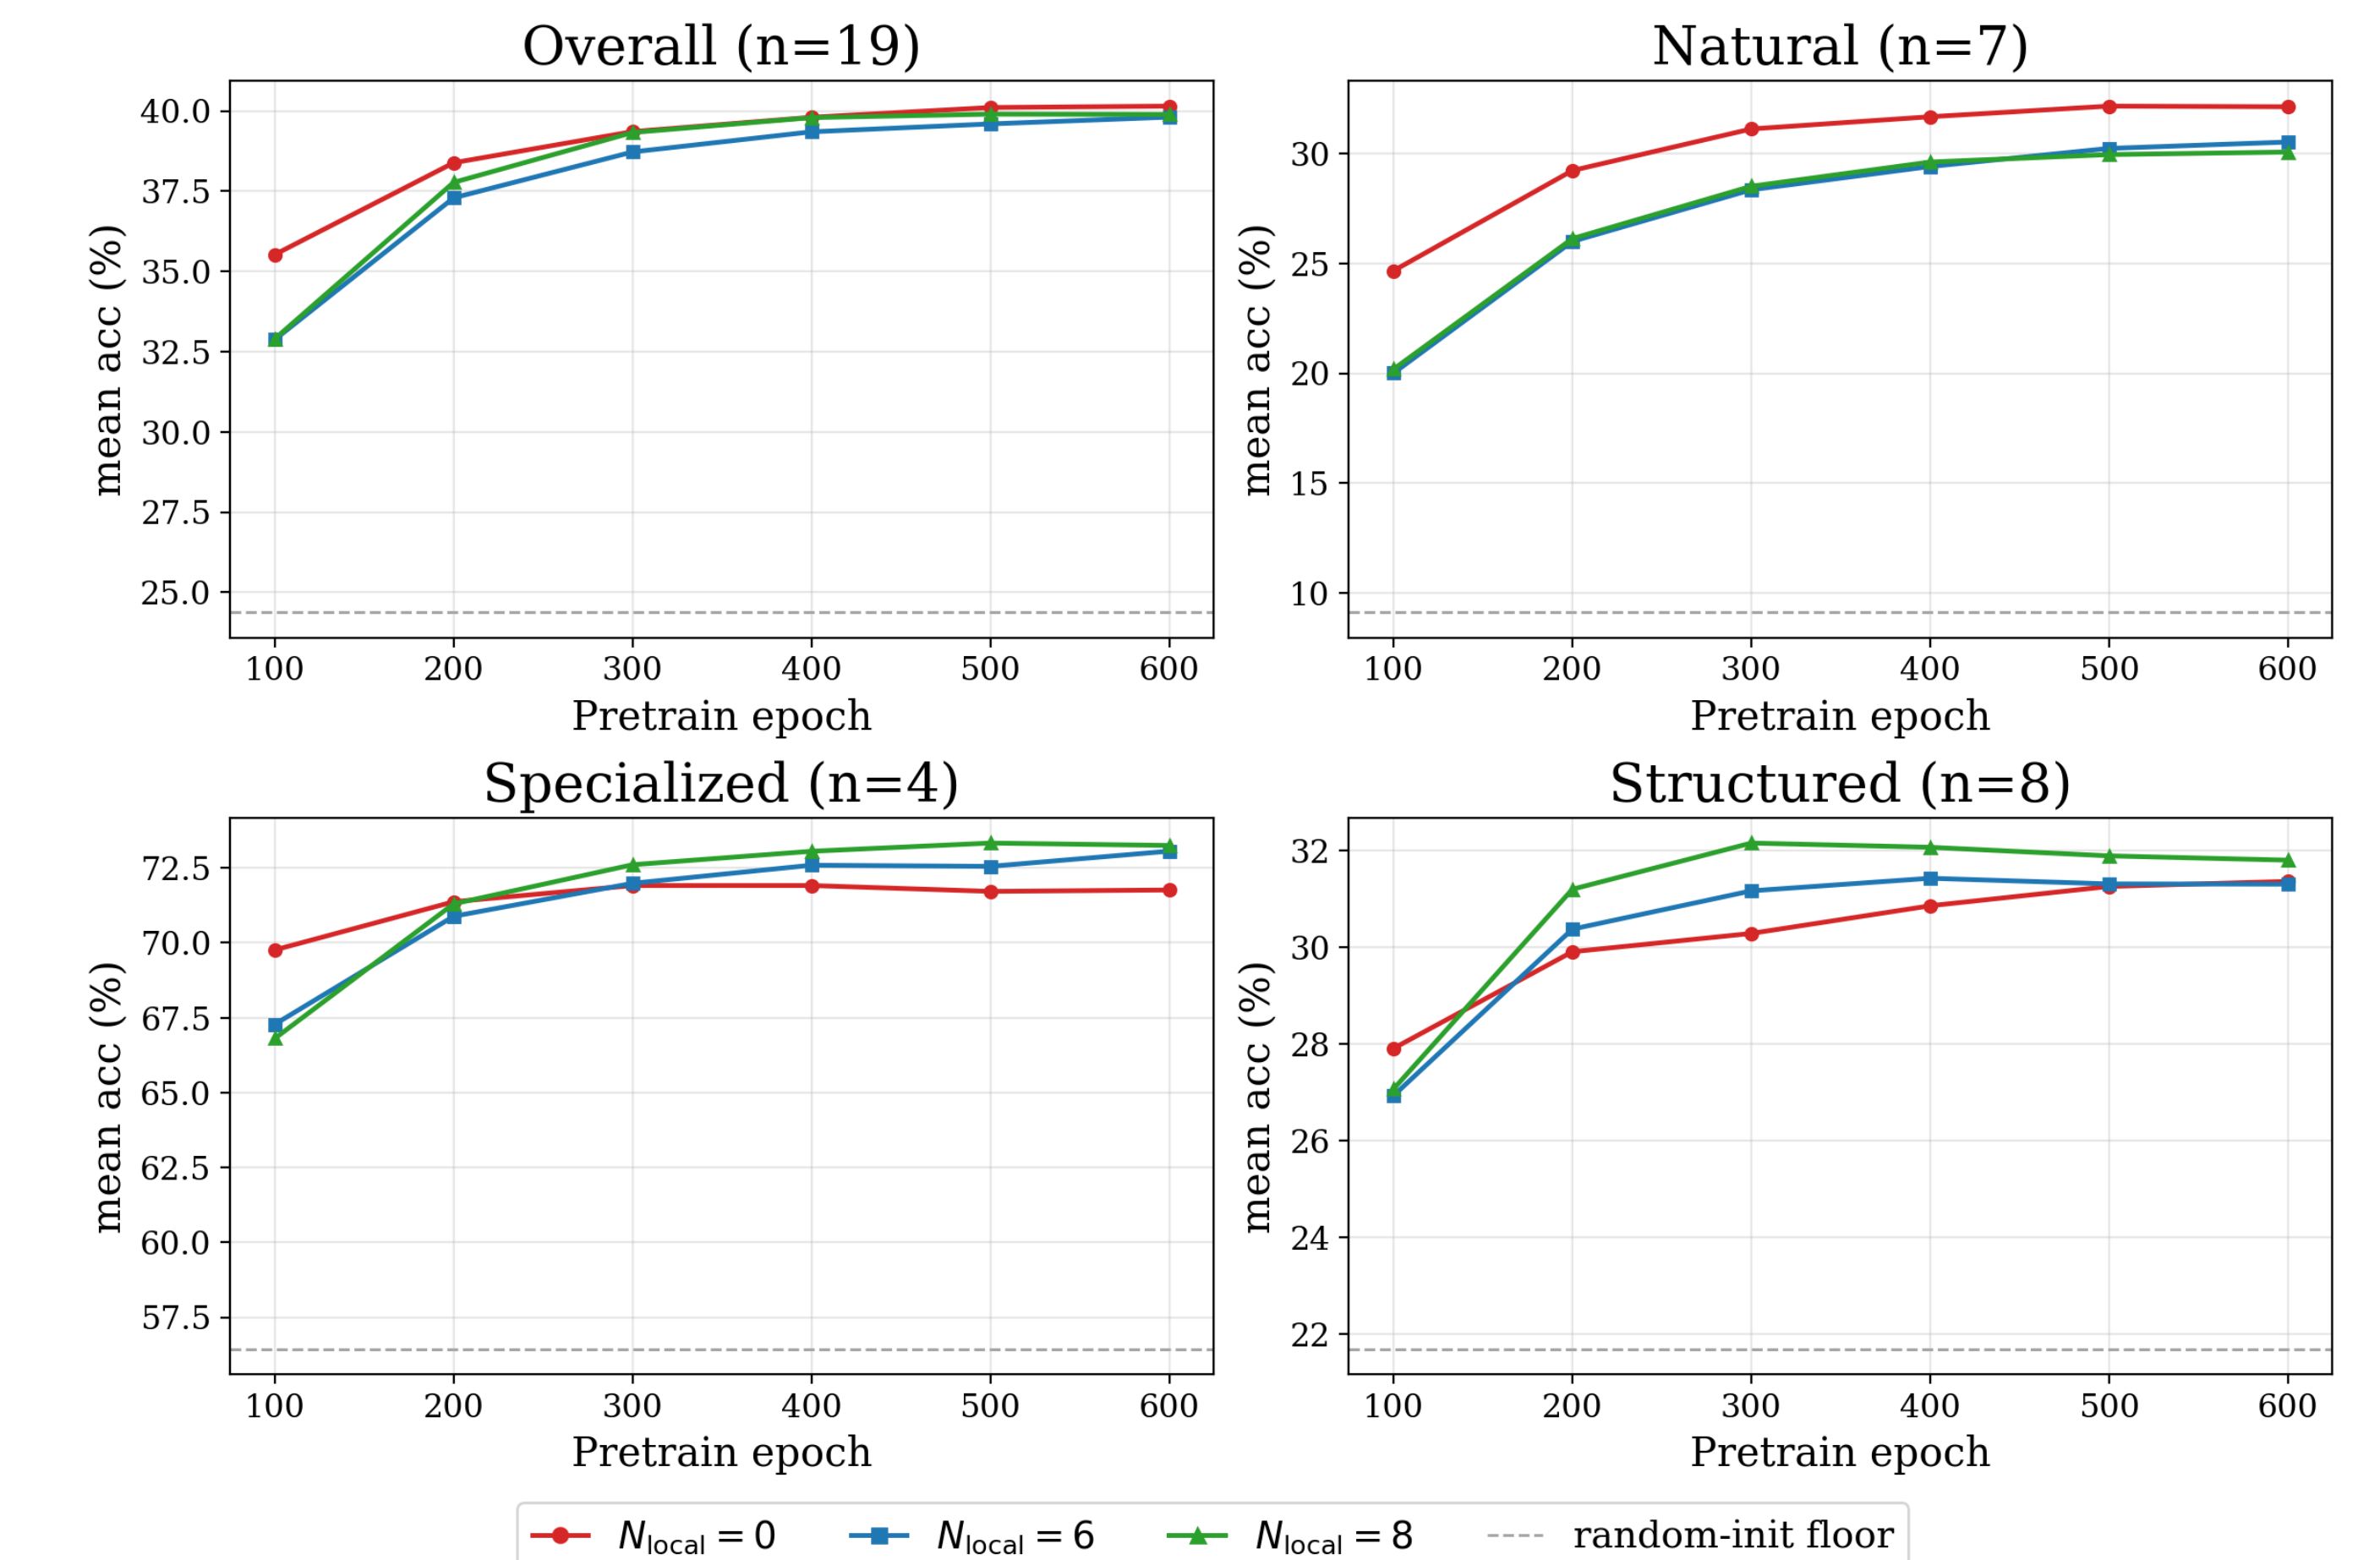 Overall (n=19)
mean acc (%)
40.0
37.5
35.0
32.5
30.0
27.5
25.0
100 200 300 400 500 600
Pretrain epoch
Natural (n=7)
mean acc (%)
30
25
20
15
10
100 200 300 400 500 600
Pretrain epoch
Specialized (n=4)
mean acc (%)
72.5
70.0
67.5
65.0
62.5
60.0
57.5
100 200 300 400 500 600
Pretrain epoch
Structured (n=8)
mean acc (%)
32
30
28
26
24
22
100 200 300 400 500 600
Pretrain epoch
N_local = 0 N_local = 6 N_local = 8 random-init floor